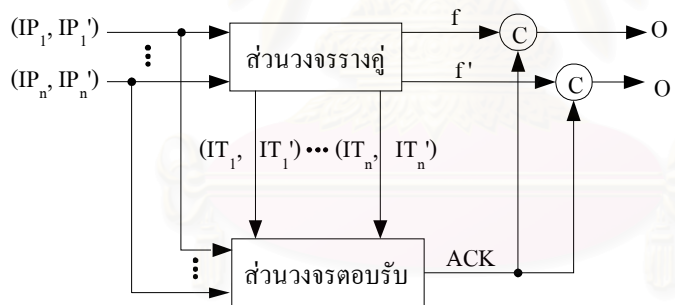 (IP₁, IP₁')
(IPₙ, IPₙ')
ส่วนวงจรรางคู่
f
f '
C
C
O
O
(IT₁, IT₁') ••• (ITₙ, ITₙ')
ส่วนวงจรตอบรับ
ACK